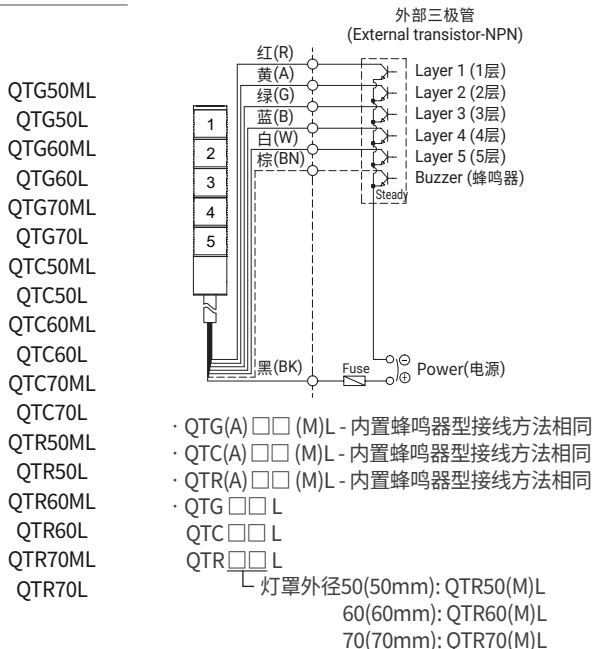 QTG50ML
QTG50L
QTG60ML
QTG60L
QTG70ML
QTG70L
QTC50ML
QTC50L
QTC60ML
QTC60L
QTC70ML
QTC70L
QTR50ML
QTR50L
QTR60ML
QTR60L
QTR70ML
QTR70L
外部三极管
(External transistor-NPN)
红(R)
黄(A)
绿(G)
蓝(B)
白(W)
棕(BN)
Layer 1 (1层)
Layer 2 (2层)
Layer 3 (3层)
Layer 4 (4层)
Layer 5 (5层)
Buzzer (蜂鸣器)
Steady
1
2
3
4
5
黑(BK)
Fuse
⊖
⊕
Power(电源)
· QTG(A) □□ (M)L - 内置蜂鸣器型接线方法相同
· QTC(A) □□ (M)L - 内置蜂鸣器型接线方法相同
· QTR(A) □□ (M)L - 内置蜂鸣器型接线方法相同
· QTG □□ L
QTC □□ L
QTR □□ L
灯罩外径50(50mm): QTR50(M)L
60(60mm): QTR60(M)L
70(70mm): QTR70(M)L